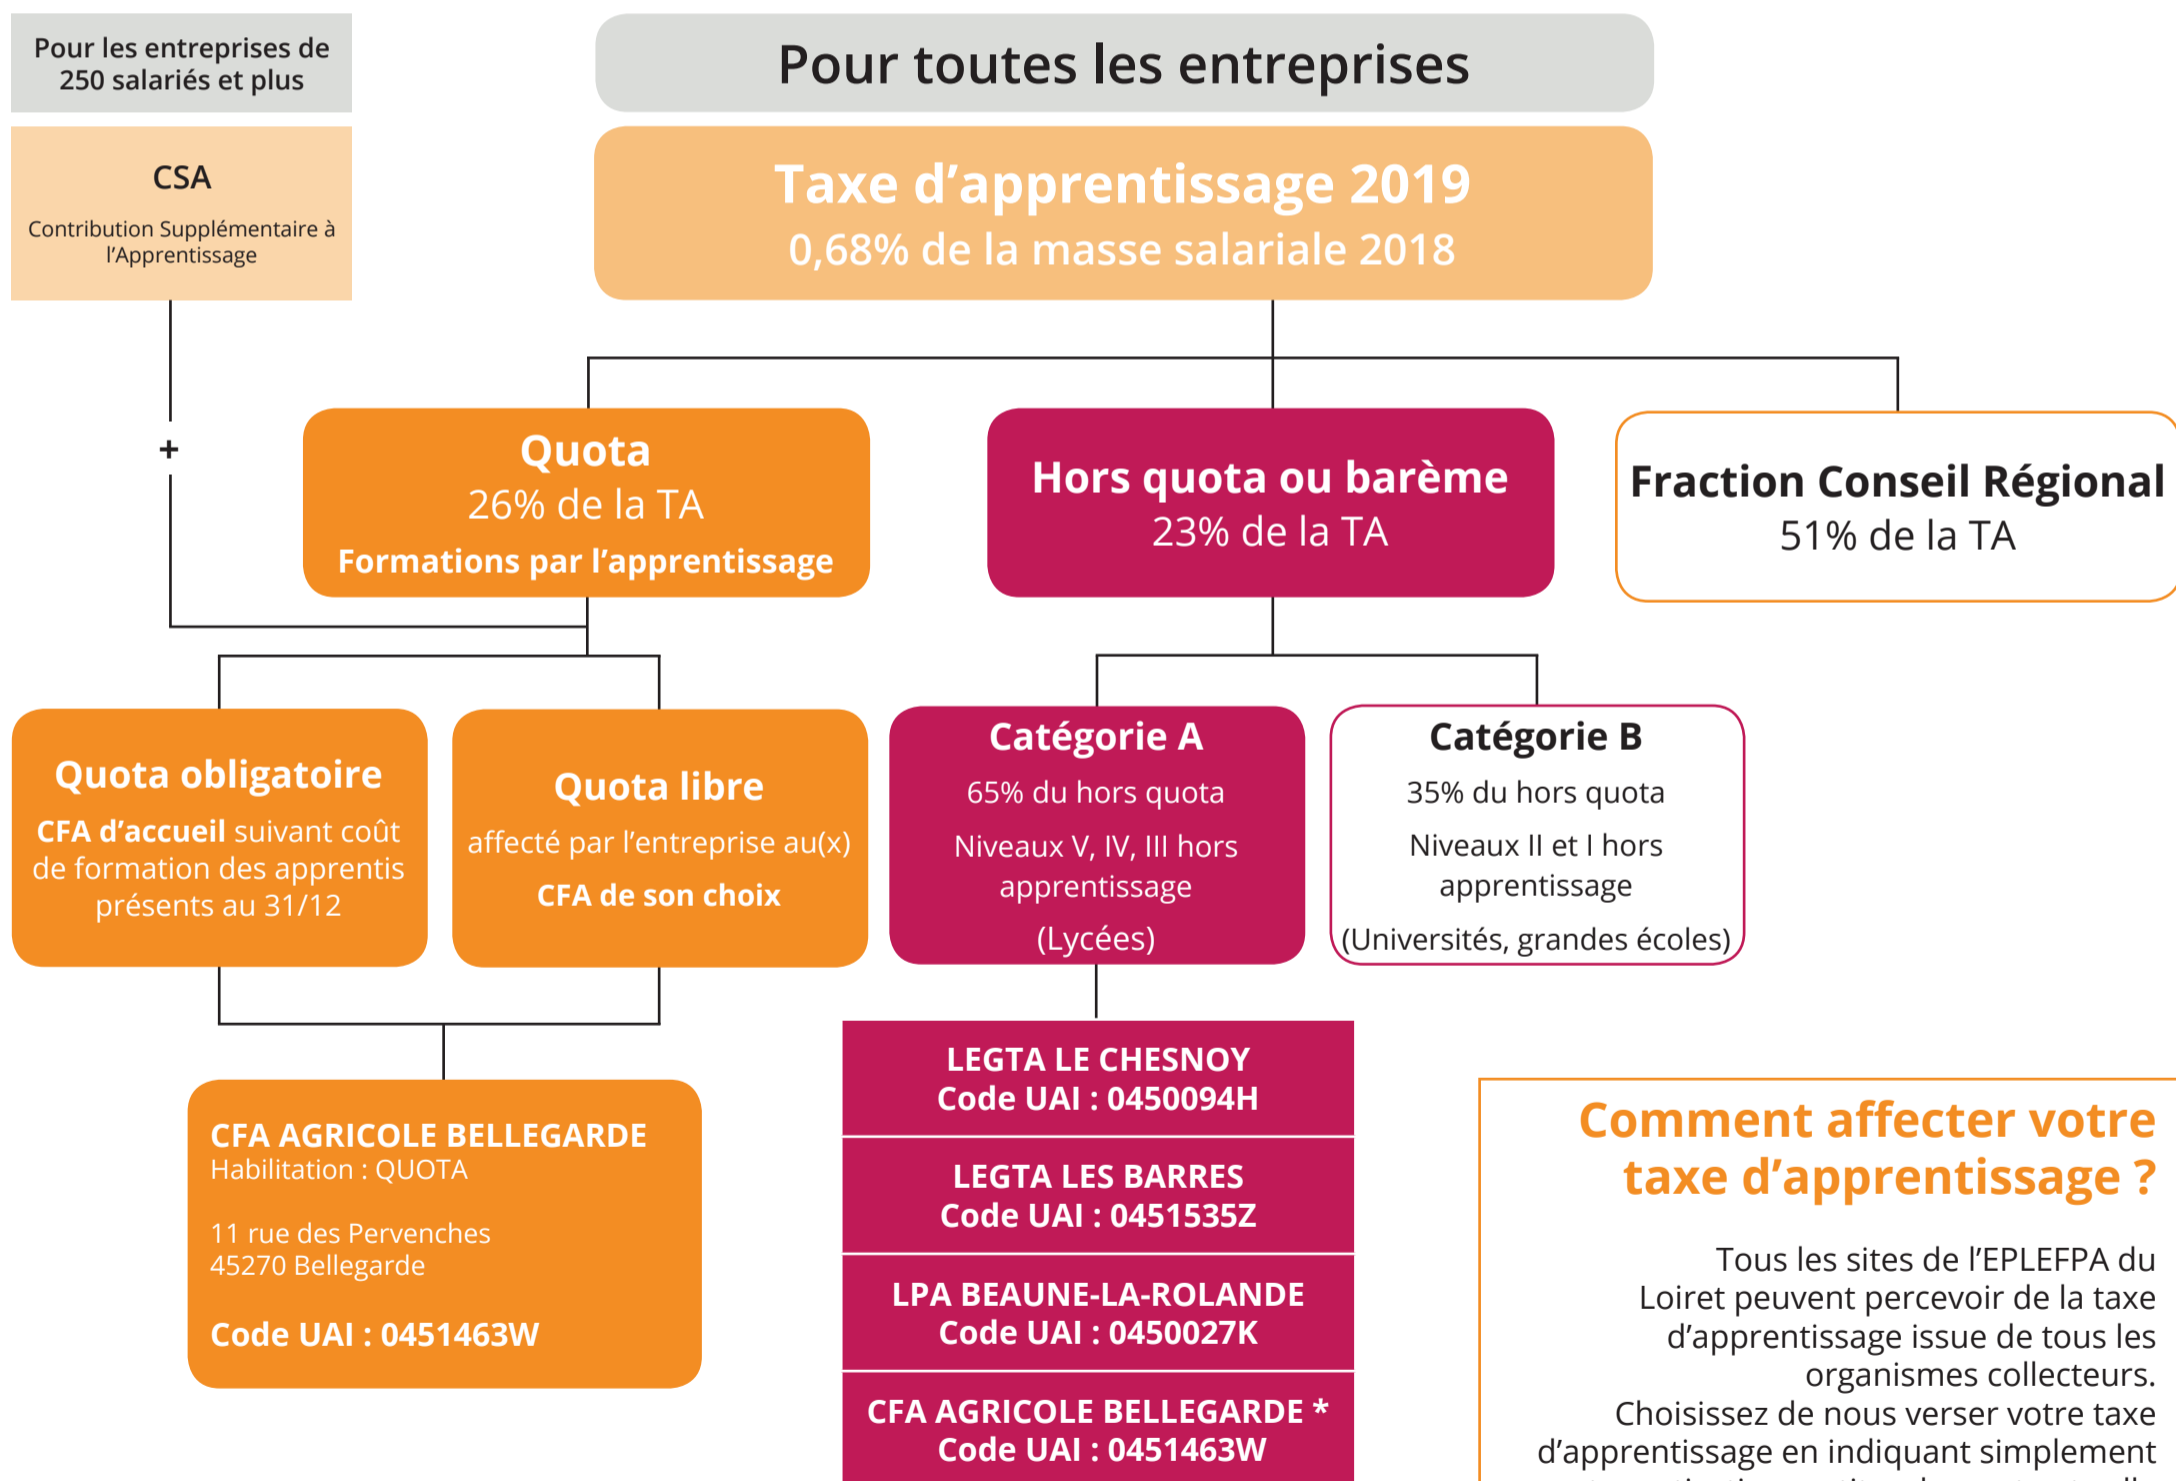 Pour les entreprises de
250 salariés et plus
CSA
Contribution Supplémentaire à
l'Apprentissage
+
Pour toutes les entreprises
Taxe d'apprentissage 2019
0,68% de la masse salariale 2018
Quota
26% de la TA
Formations par l'apprentissage
Hors quota ou barème
23% de la TA
Fraction Conseil Régional
51% de la TA
Quota obligatoire
CFA d'accueil suivant coût
de formation des apprentis
présents au 31/12
Quota libre
affecté par l'entreprise au(x)
CFA de son choix
Catégorie A
65% du hors quota
Niveaux V, IV, III hors
apprentissage
(Lycées)
Catégorie B
35% du hors quota
Niveaux II et I hors
apprentissage
(Universités, grandes écoles)
CFA AGRICOLE BELLEGARDE
Habilitation : QUOTA
11 rue des Pervenches
45270 Bellegarde
Code UAI : 0451463W
LEGTA LE CHESNOY
Code UAI : 0450094H
LEGTA LES BARRES
Code UAI : 0451535Z
LPA BEAUNE-LA-ROLANDE
Code UAI : 0450027K
CFA AGRICOLE BELLEGARDE *
Code UAI : 0451463W
Comment affecter votre
taxe d'apprentissage ?
Tous les sites de l'EPLEFPA du
Loiret peuvent percevoir de la taxe
d'apprentissage issue de tous les
organismes collecteurs.
Choisissez de nous verser votre taxe
d'apprentissage en indiquant simplement